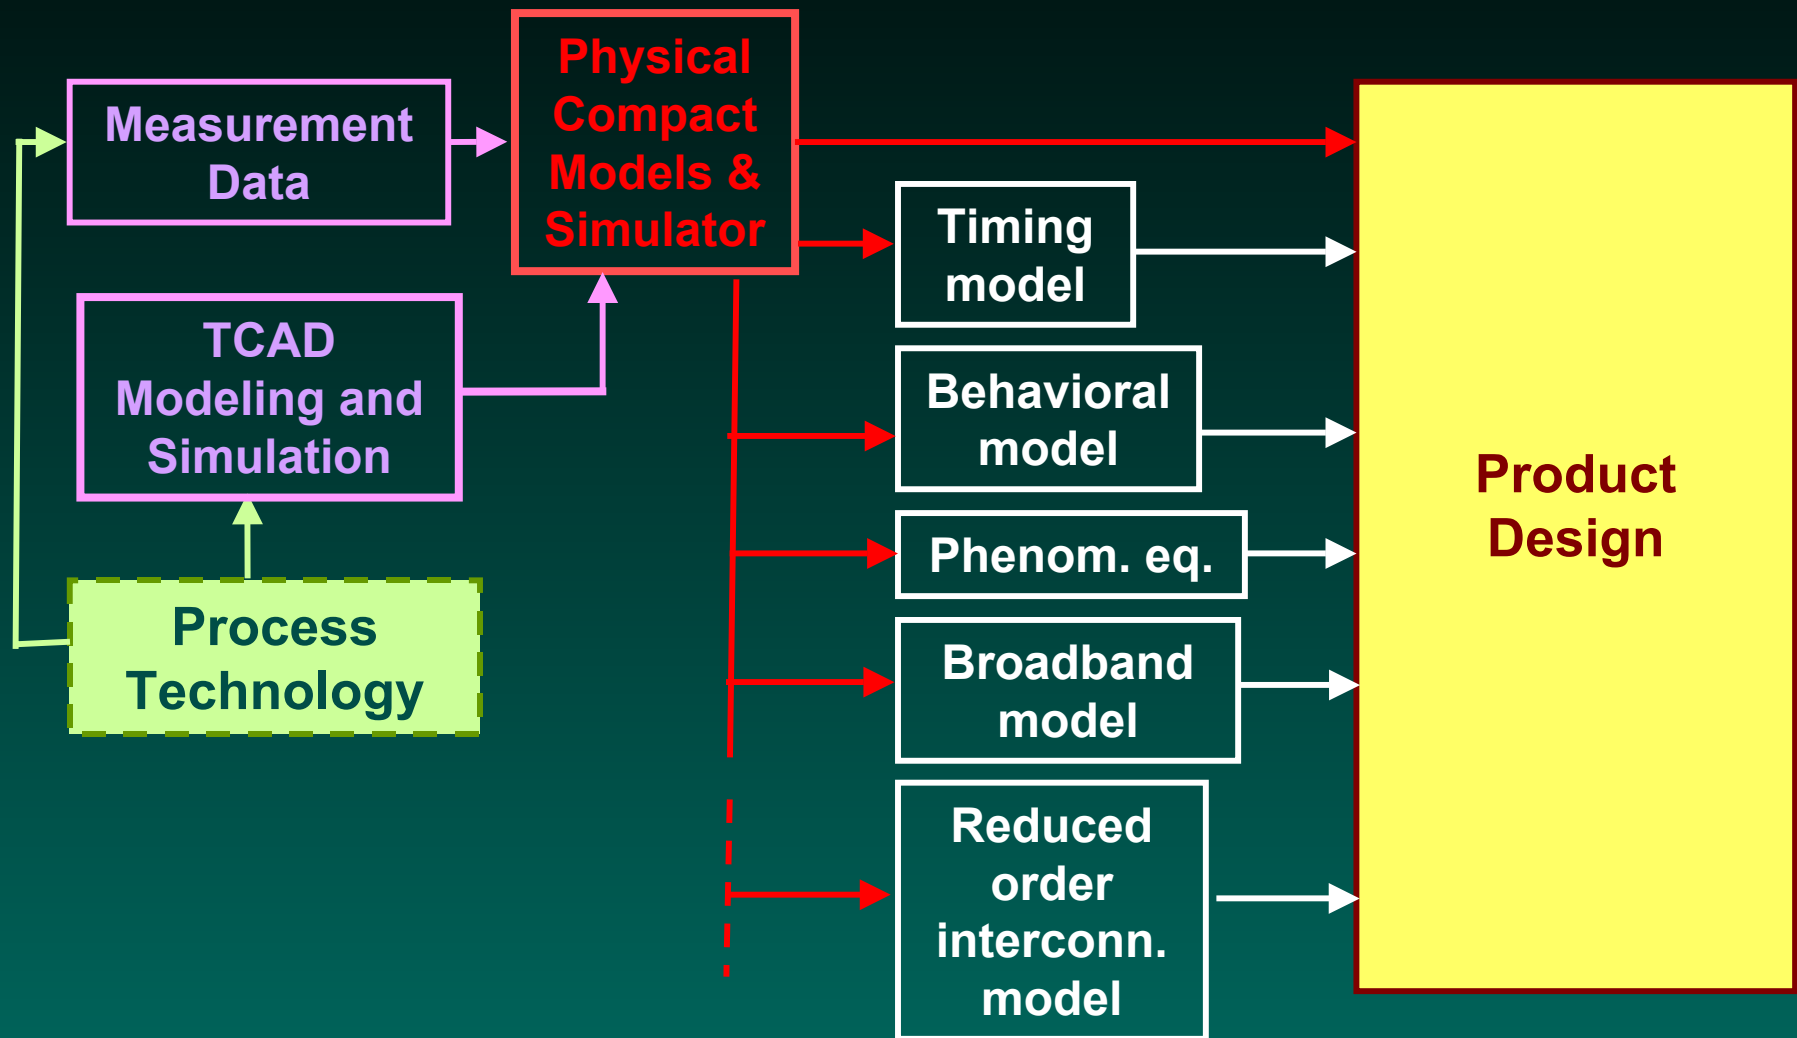 Measurement
Data
TCAD
Modeling and
Simulation
Process
Technology
Physical
Compact
Models &
Simulator
Timing
model
Behavioral
model
Phenom. eq.
Broadband
model
Reduced
order
interconn.
model
Product
Design